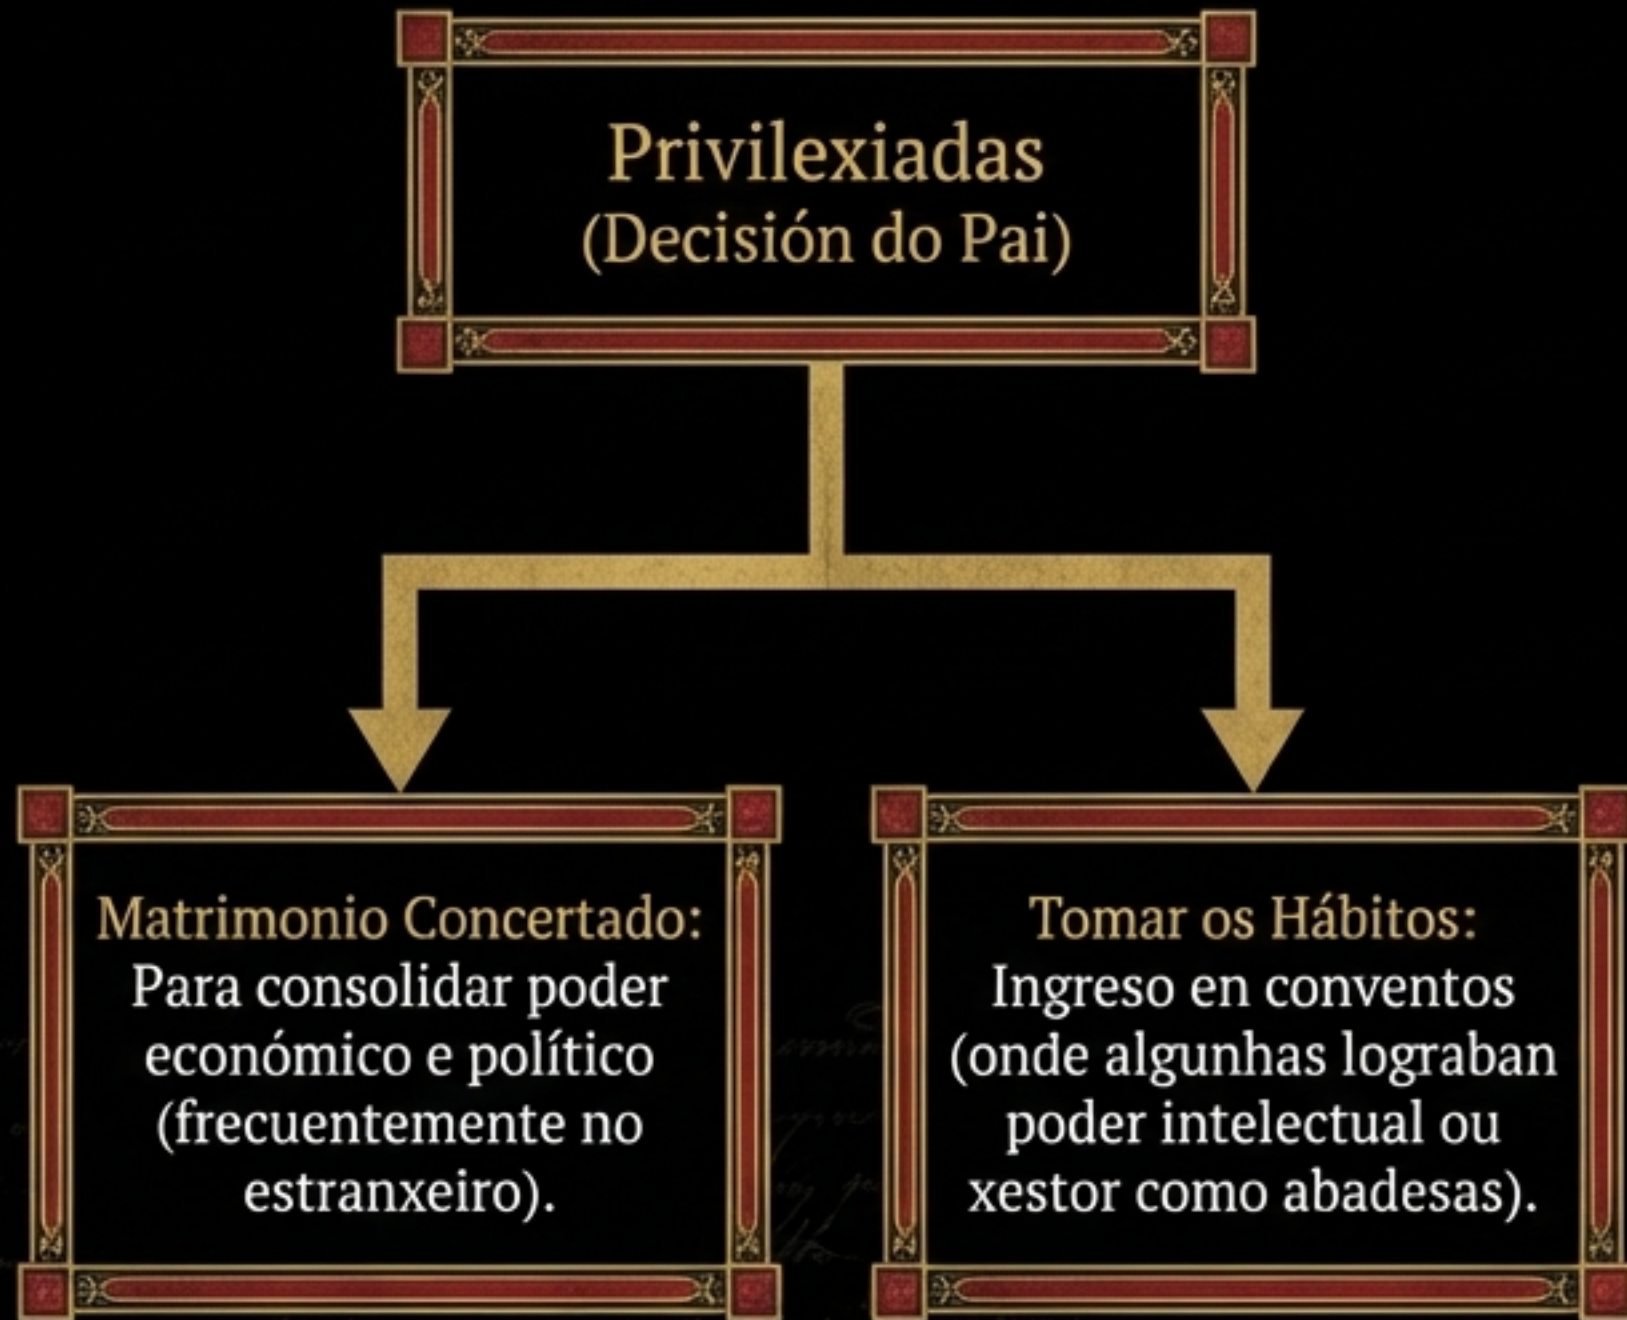 Privilexiadas
(Decisión do Pai)
Matrimonio Concertado:
Para consolidar poder
económico e político
(frecuentemente no
estranxeiro).
Tomar os Hábitos:
Ingreso en conventos
(onde algunhas lograban
poder intelectual ou
xestor como abadesas).